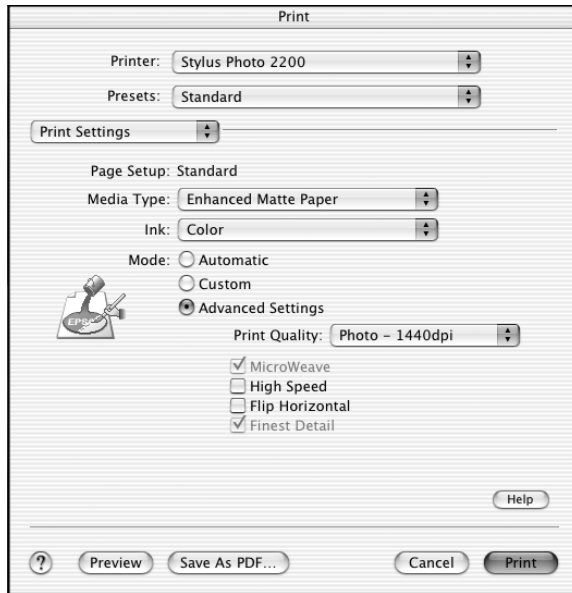 Print
Printer: Stylus Photo 2200
Presets: Standard
Print Settings
Page Setup: Standard
Media Type: Enhanced Matte Paper
Ink: Color
Mode: Automatic
Custom
EPSON
Advanced Settings
Print Quality: Photo – 1440dpi
MicroWeave
High Speed
Flip Horizontal
Finest Detail
Help
? Preview Save As PDF... Cancel Print